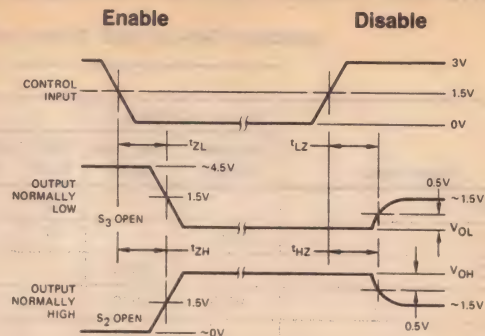 Enable
Disable
CONTROL
INPUT
3V
1.5V
0V
tZL
tLZ
OUTPUT
NORMALLY
LOW
~4.5V
1.5V
S3 OPEN
0.5V
~1.5V
VOL
tZH
tHZ
OUTPUT
NORMALLY
HIGH
S2 OPEN
1.5V
~0V
VOH
~1.5V
0.5V